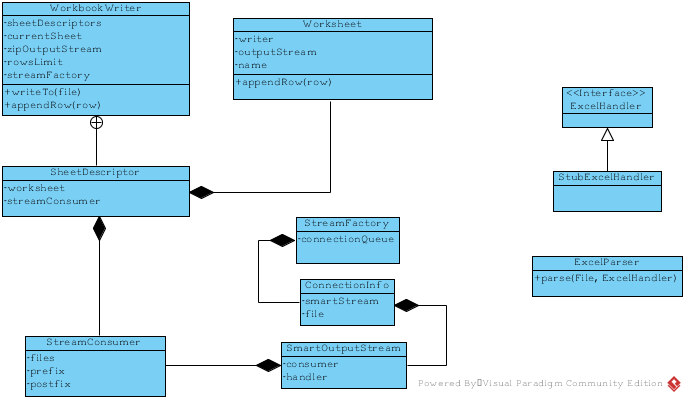 WorkbookWriter
-sheetDescriptors
-currentSheet
-zipOutputStream
-rowsLimit
-streamFactory
+writeTo(file)
+appendRow(row)
Worksheet
-writer
-outputStream
-name
+appendRow(row)
<<Interface>>
ExcelHandler
SheetDescriptor
-worksheet
-streamConsumer
StubExcelHandler
StreamFactory
-connectionQueue
ExcelParser
+parse(File, ExcelHandler)
ConnectionInfo
-smartStream
-file
StreamConsumer
-files
-prefix
-postfix
SmartOutputStream
-consumer
-handler
Powered By Visual Paradigm Community Edition